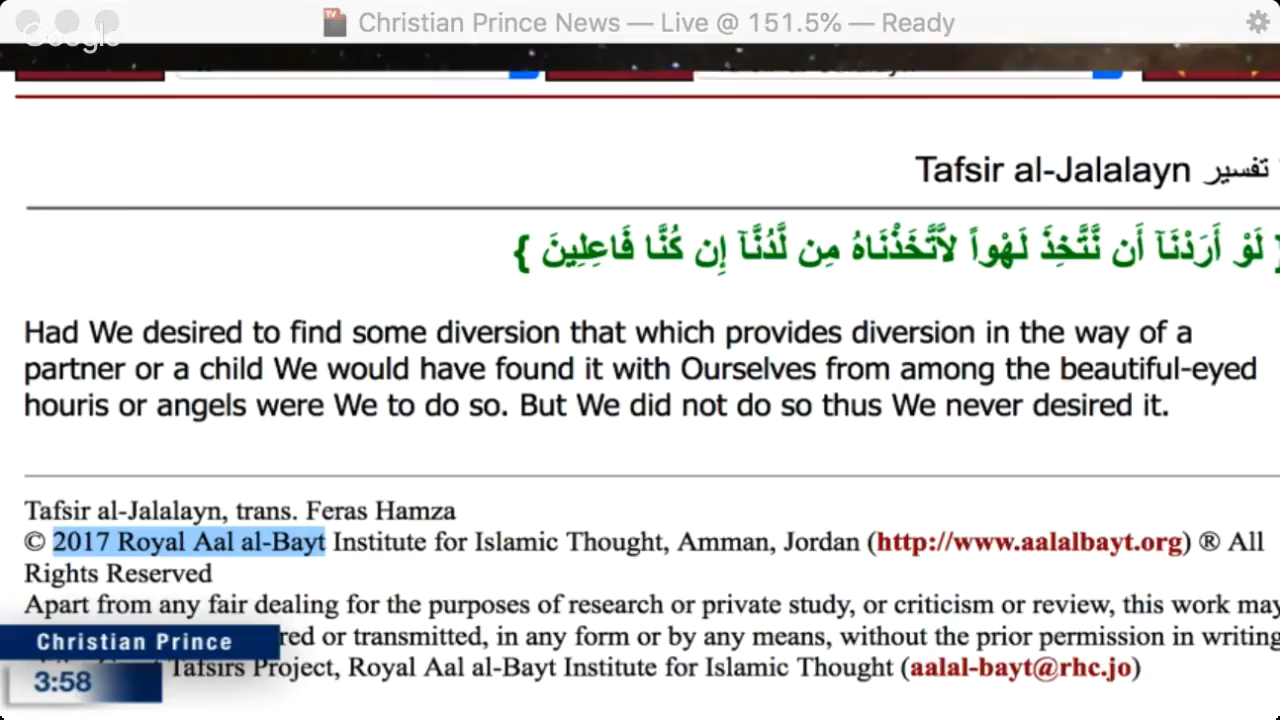 Christian Prince News — Live @ 151.5% — Ready
Google
Tafsir al-Jalalayn تفسير
لَوْ أَرَدْنَآ أَن نَّتَّخِذَ لَهْواً لاَّتَّخَذْنَاهُ مِن لَّدُنَّآ إِن كُنَّا فَاعِلِينَ }
Had We desired to find some diversion that which provides diversion in the way of a
partner or a child We would have found it with Ourselves from among the beautiful-eyed
houris or angels were We to do so. But We did not do so thus We never desired it.
Tafsir al-Jalalayn, trans. Feras Hamza
© 2017 Royal Aal al-Bayt Institute for Islamic Thought, Amman, Jordan (http://www.aalalbayt.org) ® All
Rights Reserved
Apart from any fair dealing for the purposes of research or private study, or criticism or review, this work may
Christian Prince
or transmitted, in any form or by any means, without the prior permission in writing
Tafsirs Project, Royal Aal al-Bayt Institute for Islamic Thought (aalal-bayt@rhc.jo)
3:58